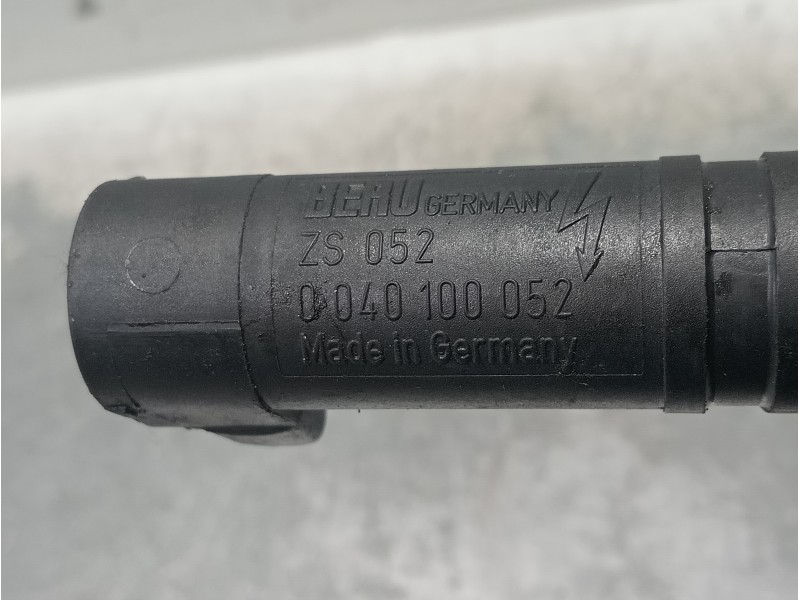 BERU GERMANY
ZS 052
0 040 100 052
Made in Germany